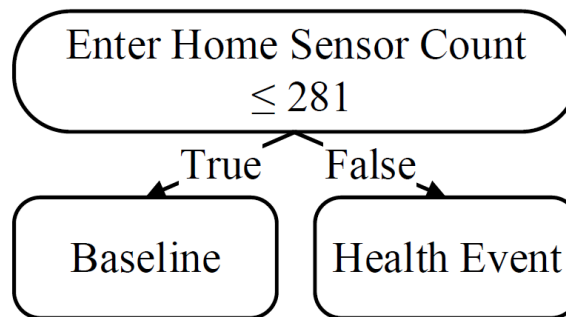 Enter Home Sensor Count
≤ 281
True False
Baseline Health Event